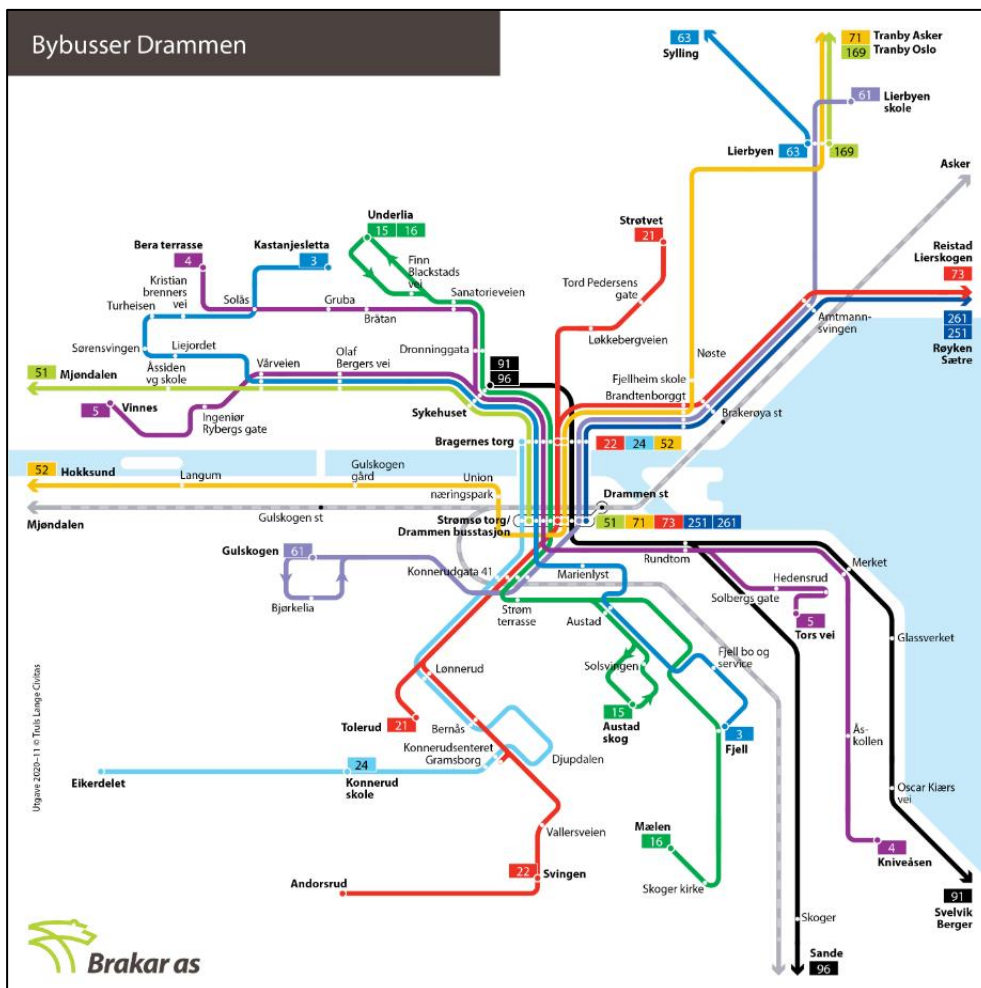 Bybusser Drammen
63
Sylling
71
Tranby Asker
169
Tranby Oslo
61
Lierbyen
skole
Lierbyen
63
169
Asker
Underlia
15
16
Strøtvet
21
Bera terrasse
4
Kastanjesletta
3
Finn
Blackstads
vei
Reistad
Lierskogen
73
Kristian
brenners
vei
Tord Pedersens
gate
Turheisen
Solås
Gruba
Sanatorieveien
Bråtan
261
251
Amtmann-
svingen
Løkkebergveien
Røyken
Sætre
Sørensvingen
Liejordet
Dronninggata
Nøste
Åssiden
vg skole
Vårveien
Olaf
Bergers vei
91
96
51
Mjøndalen
Fjellheim skole
Brandtenborggt
5
Vinnes
Ingeniør
Rybergs gate
Sykehuset
Brakerøya st
Bragernes torg
22
24
52
52
Hokksund
Langum
Gulskogen
gård
Union
næringspark
Drammen st
Mjøndalen
Gulskogen st
Strømsø torg/
Drammen busstasjon
51
71
73
251
261
Gulskogen
61
Konnerudgata 41
Marienlyst
Rundtom
Merket
Hedensrud
Solbergs gate
Bjørkelia
Strøm
terrasse
Austad
5
Tors vei
Glassverket
Fjell bo og
service
Solsvingen
Lønnerud
15
Austad
skog
Tolerud
21
Bernås
3
Fjell
Ås-
kollen
Konnerudsenteret
Gramsborg
Djupdalen
24
Eikerdelet
Konnerud
skole
Oscar Kiærs
vei
Vallersveien
Mælen
16
4
Kniveåsen
22
Svingen
Andorsrud
Skoger kirke
91
Svelvik
Berger
Skoger
Sande
96
Utgave 2020–11 © Truls Lange Civitas
Brakar as